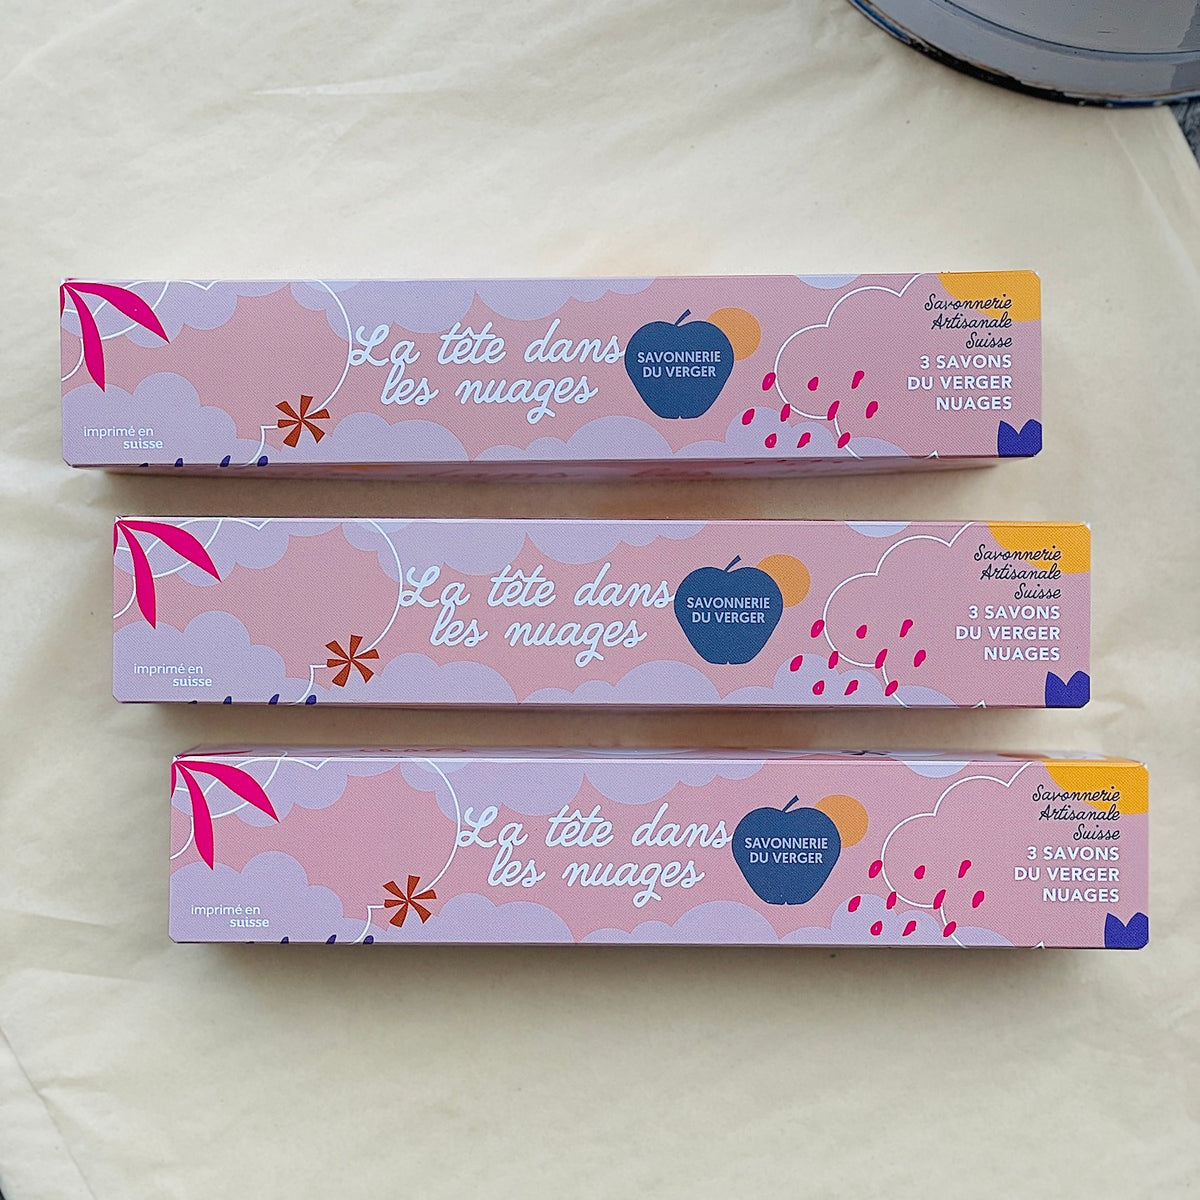 La tête dans
les nuages
SAVONNERIE
DU VERGER
Savonnerie
Artisanale
Suisse
3 SAVONS
DU VERGER
NUAGES
imprimé en
suisse
La tête dans
les nuages
SAVONNERIE
DU VERGER
Savonnerie
Artisanale
Suisse
3 SAVONS
DU VERGER
NUAGES
imprimé en
suisse
La tête dans
les nuages
SAVONNERIE
DU VERGER
Savonnerie
Artisanale
Suisse
3 SAVONS
DU VERGER
NUAGES
imprimé en
suisse